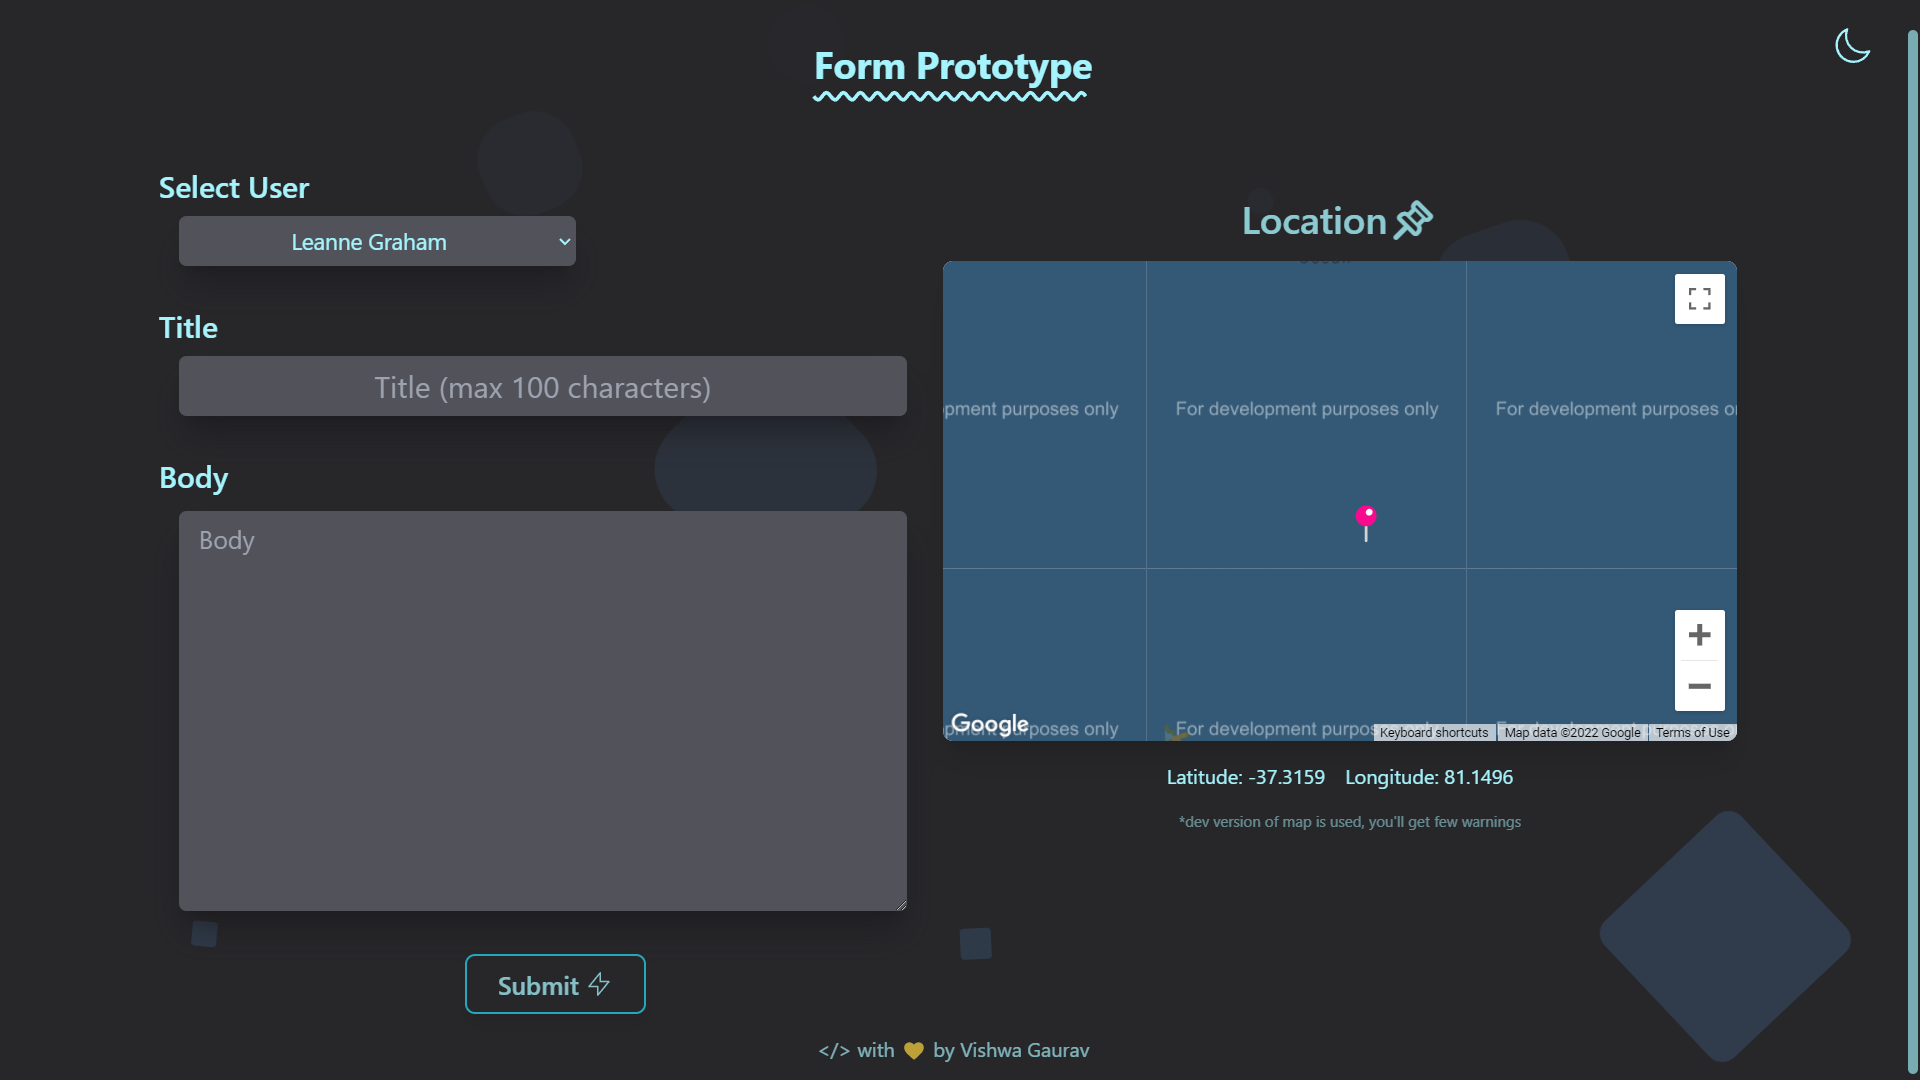 Form Prototype
Select User
Leanne Graham
Title
Title (max 100 characters)
Body
Body
Submit
Location
pment purposes only
For development purposes only
For development purposes o
pment purposes only
For development purpos
Google
Keyboard shortcuts
Map data ©2022 Google
Terms of Use
Latitude: -37.3159 Longitude: 81.1496
*dev version of map is used, you'll get few warnings
</> with 💛 by Vishwa Gaurav